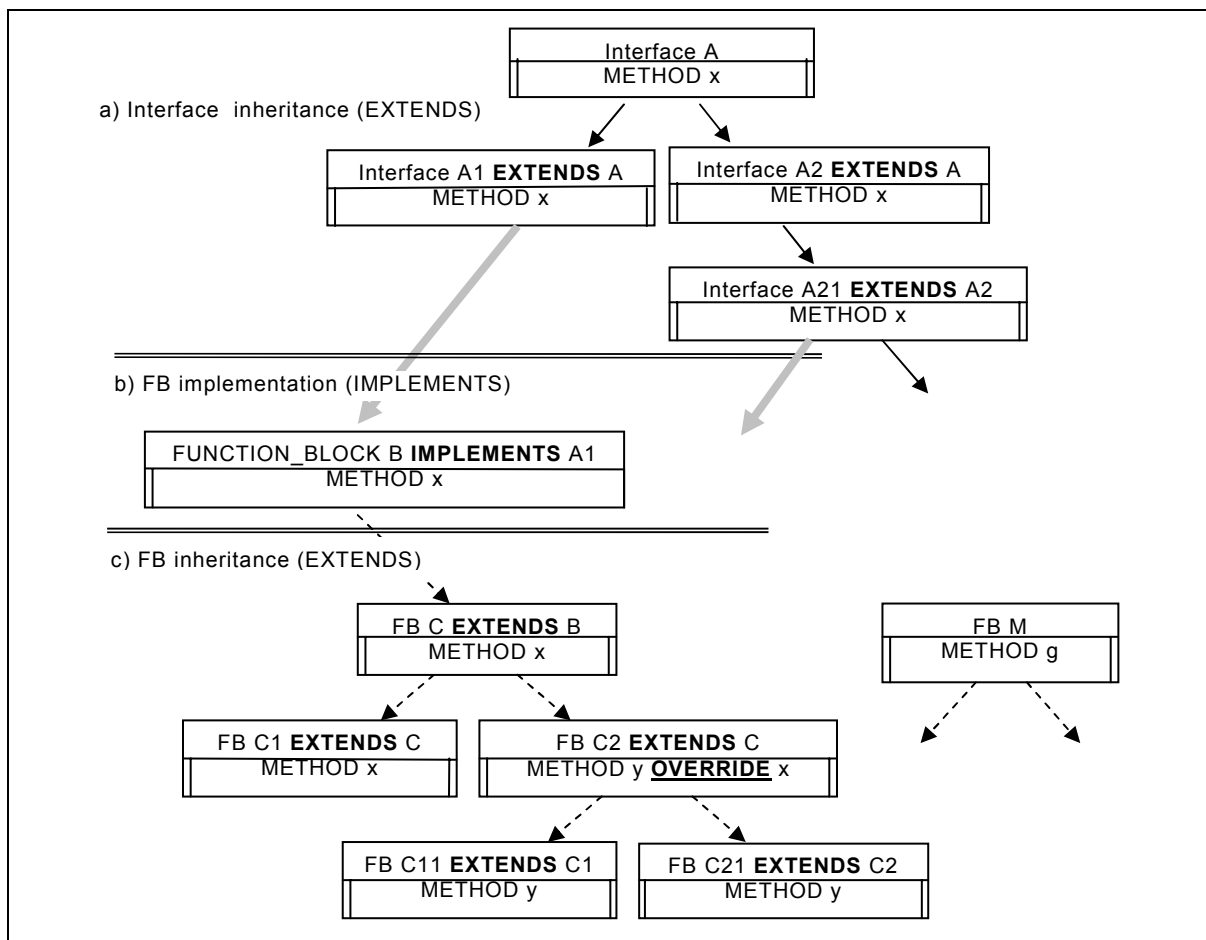 Interface A
METHOD x
a) Interface inheritance (EXTENDS)
Interface A1 EXTENDS A
METHOD x
Interface A2 EXTENDS A
METHOD x
Interface A21 EXTENDS A2
METHOD x
b) FB implementation (IMPLEMENTS)
FUNCTION_BLOCK B IMPLEMENTS A1
METHOD x
c) FB inheritance (EXTENDS)
FB C EXTENDS B
METHOD x
FB M
METHOD g
FB C1 EXTENDS C
METHOD x
FB C2 EXTENDS C
METHOD y OVERRIDE x
FB C11 EXTENDS C1
METHOD y
FB C21 EXTENDS C2
METHOD y